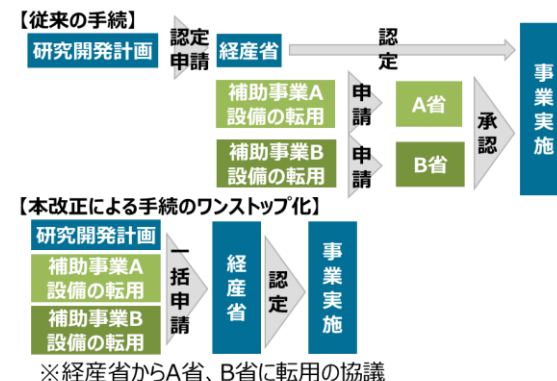 【従来の手続】
研究開発計画
認定
申請
経産省
認
定
補助事業A
設備の転用
申
請
A省
補助事業B
設備の転用
申
請
B省
承
認
事
業
実
施
【本改正による手続のワンストップ化】
研究開発計画
補助事業A
設備の転用
補助事業B
設備の転用
一
括
申
請
経
産
省
認
定
事
業
実
施
※経産省からA省、B省に転用の協議